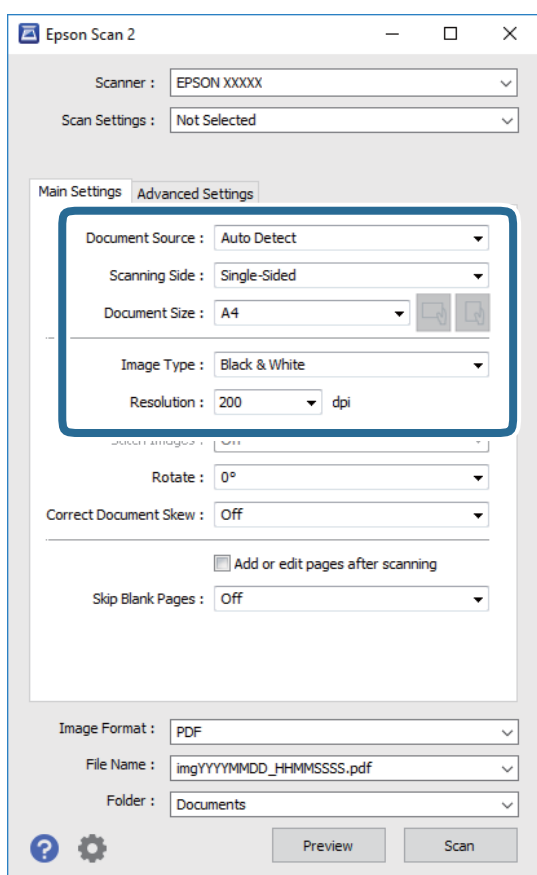 Epson Scan 2
Scanner : EPSON XXXXX
Scan Settings : Not Selected
Main Settings Advanced Settings
Document Source : Auto Detect
Scanning Side : Single-Sided
Document Size : A4
Image Type : Black & White
Resolution : 200 dpi
Rotate : 0°
Correct Document Skew : Off
Add or edit pages after scanning
Skip Blank Pages : Off
Image Format : PDF
File Name : imgYYYYMMDD_HHMMSSSS.pdf
Folder : Documents
? Preview Scan